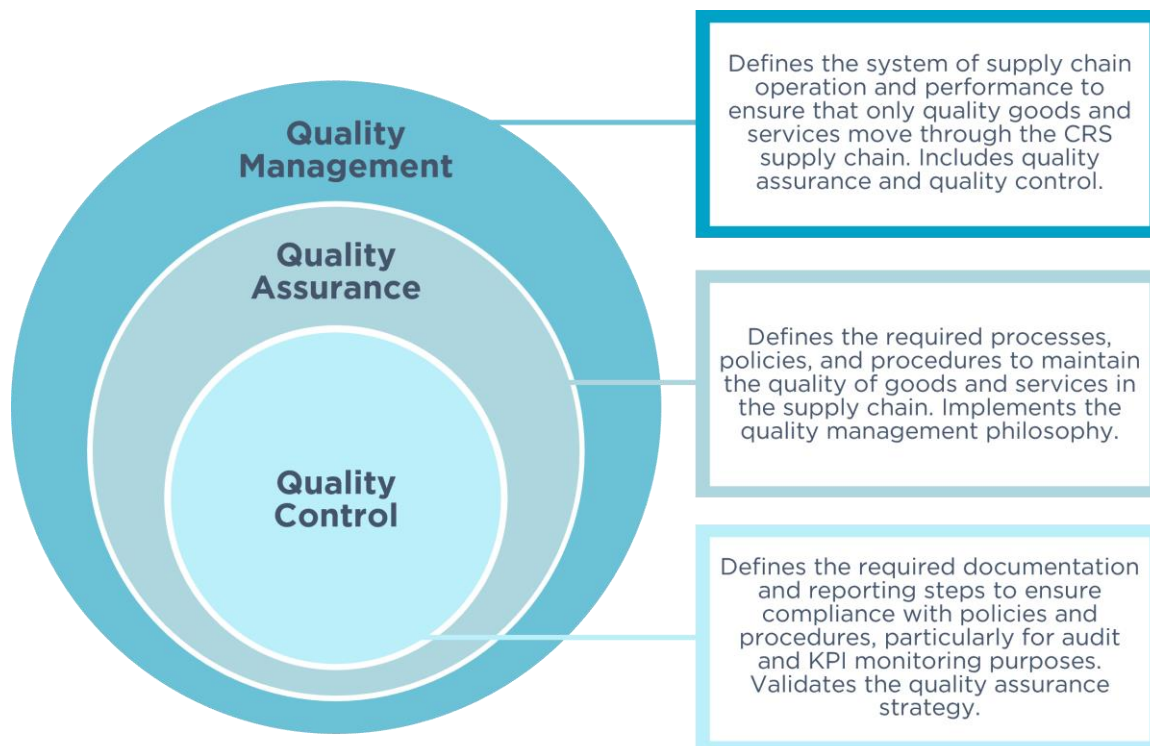 Quality
Management
Defines the system of supply chain
operation and performance to
ensure that only quality goods and
services move through the CRS
supply chain. Includes quality
assurance and quality control.
Quality
Assurance
Defines the required processes,
policies, and procedures to maintain
the quality of goods and services in
the supply chain. Implements the
quality management philosophy.
Quality
Control
Defines the required documentation
and reporting steps to ensure
compliance with policies and
procedures, particularly for audit
and KPI monitoring purposes.
Validates the quality assurance
strategy.